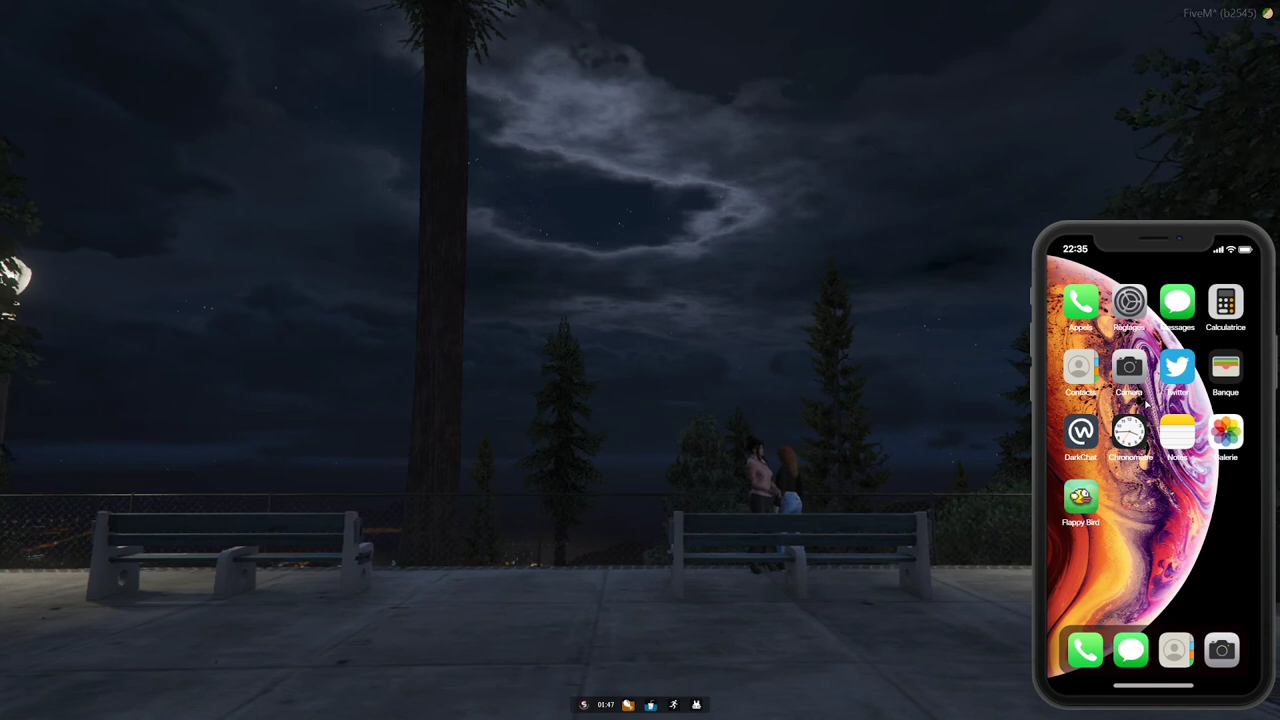 FiveM* (b2545)
22:35
Appels Réglages Messages Calculatrice
Contacts Caméra Twitter Banque
DarkChat Chronomètre Notes Galerie
Flappy Bird
01:47